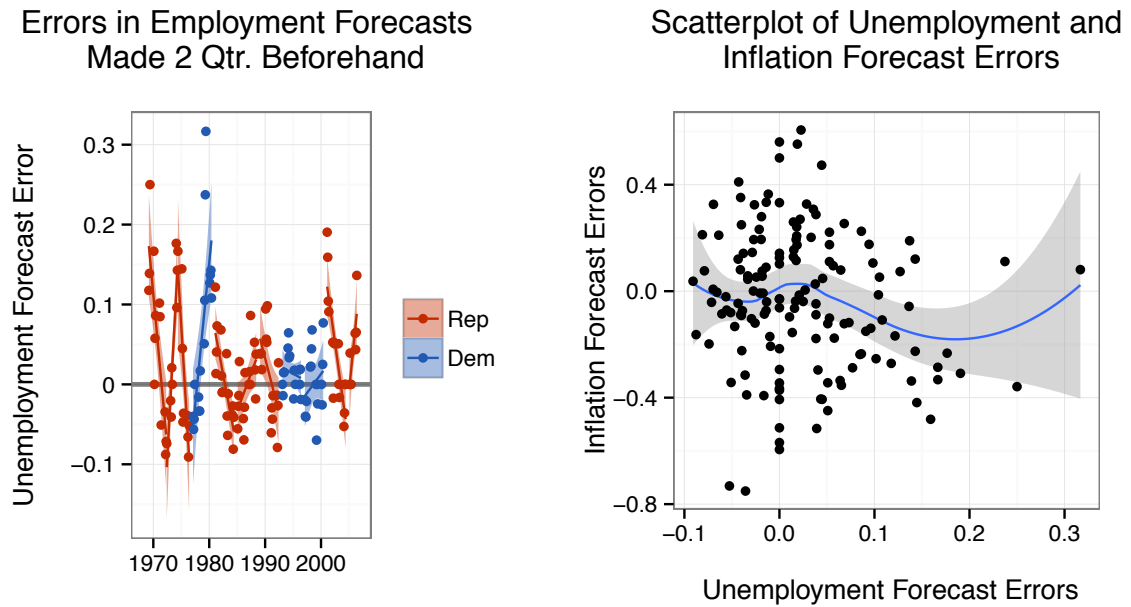 Errors in Employment Forecasts
Made 2 Qtr. Beforehand
Unemployment Forecast Error
0.3
0.2
0.1
0
−0.1
1970 1980 1990 2000
Rep
Dem
Scatterplot of Unemployment and
Inflation Forecast Errors
Inflation Forecast Errors
0.4
0.0
−0.4
−0.8
−0.1 0.0 0.1 0.2 0.3
Unemployment Forecast Errors